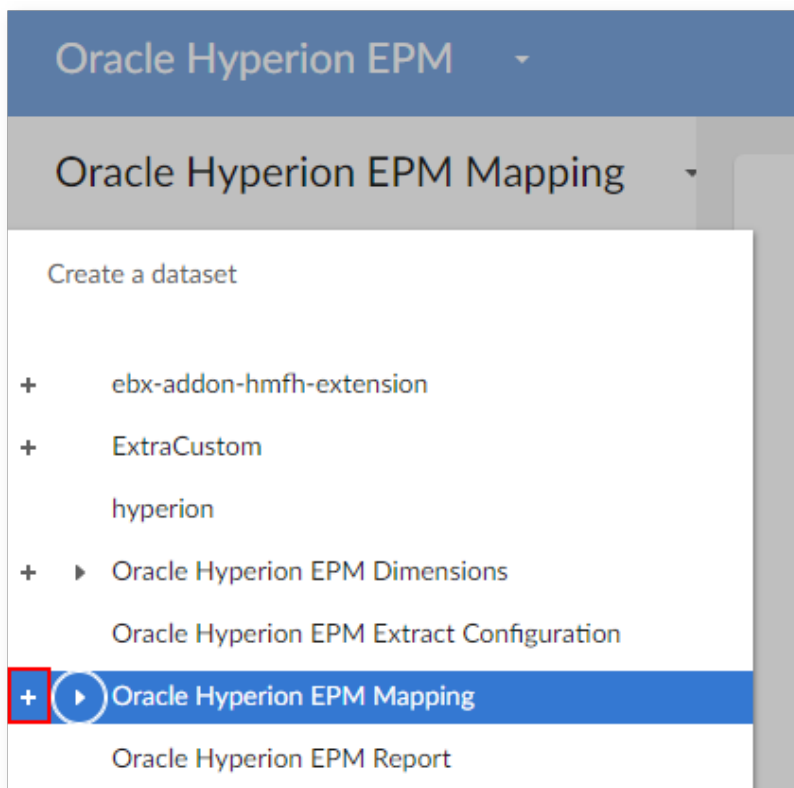 Oracle Hyperion EPM
Oracle Hyperion EPM Mapping
Create a dataset
+ ebx-addon-hmfh-extension
+ ExtraCustom
hyperion
+ Oracle Hyperion EPM Dimensions
Oracle Hyperion EPM Extract Configuration
+ Oracle Hyperion EPM Mapping
Oracle Hyperion EPM Report